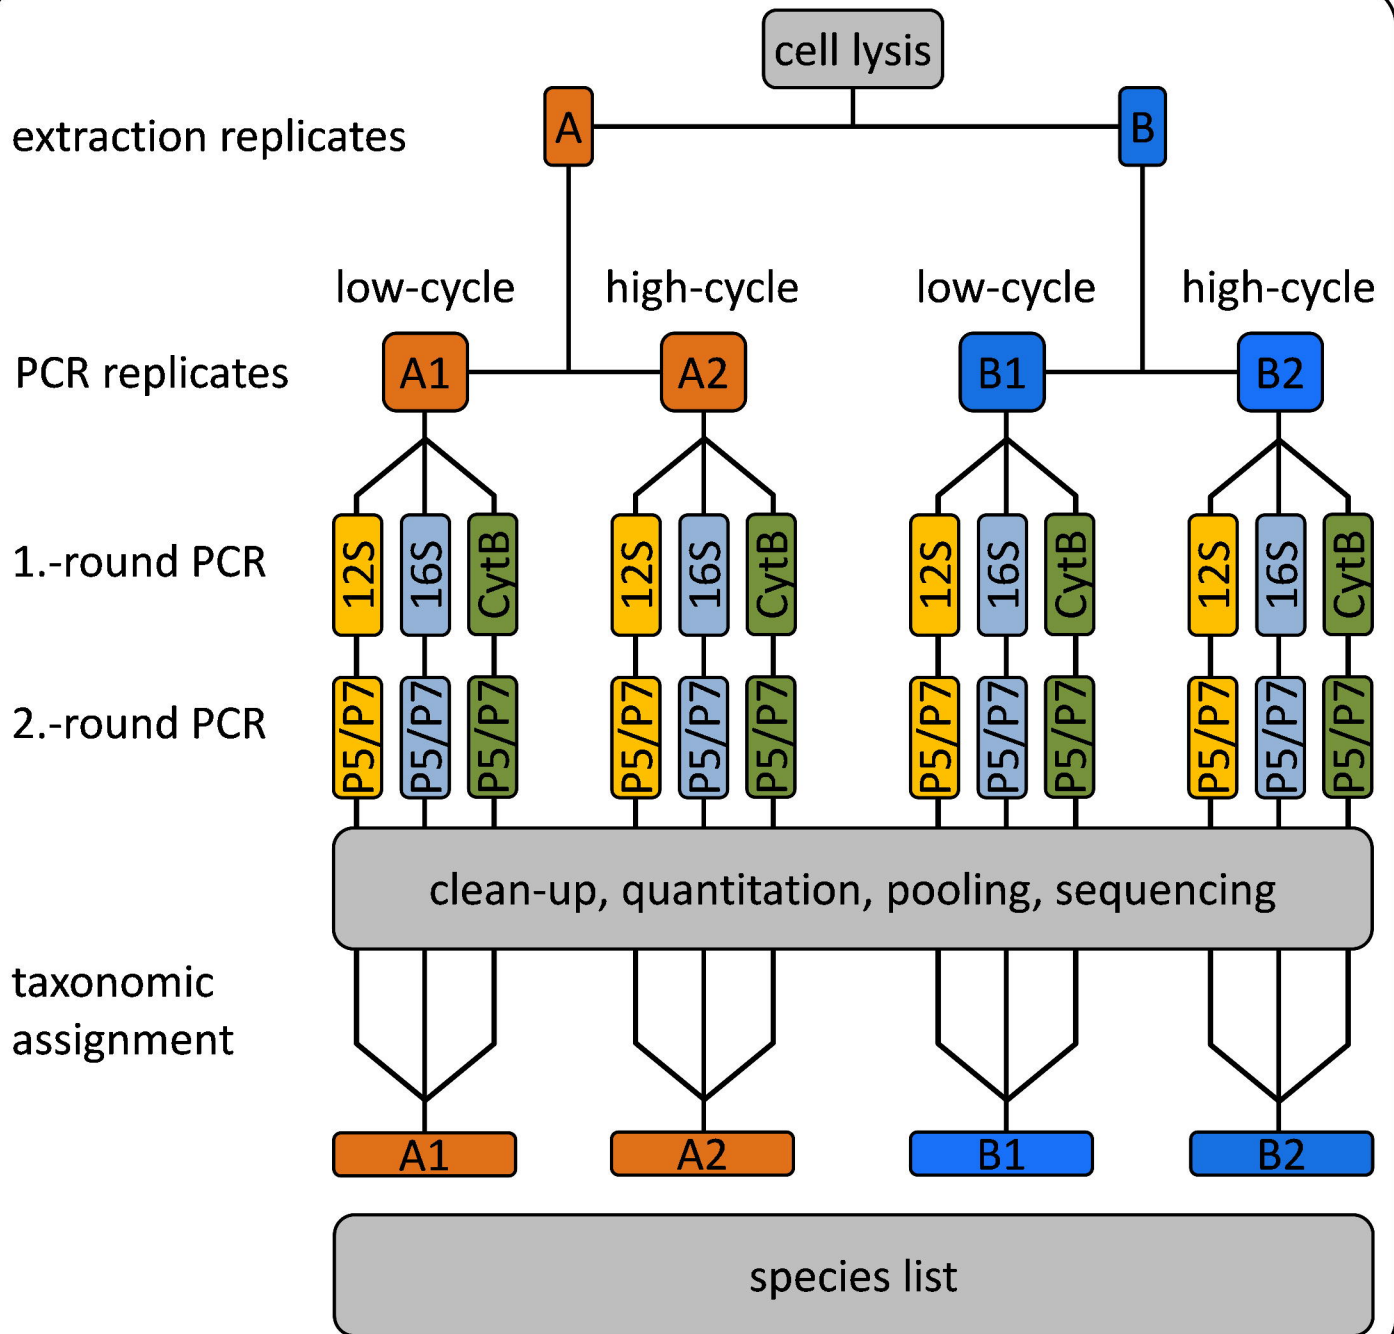 cell lysis
extraction replicates
A
B
low-cycle
high-cycle
low-cycle
high-cycle
PCR replicates
A1
A2
B1
B2
1.-round PCR
12S
16S
CytB
12S
16S
CytB
12S
16S
CytB
12S
16S
CytB
2.-round PCR
P5/P7
P5/P7
P5/P7
P5/P7
P5/P7
P5/P7
P5/P7
P5/P7
P5/P7
P5/P7
P5/P7
P5/P7
clean-up, quantitation, pooling, sequencing
taxonomic
assignment
A1
A2
B1
B2
species list